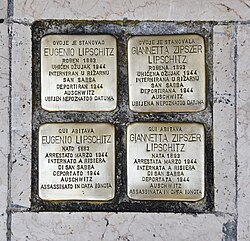 OVDJE JE STANOVAO
EUGENIO LIPSCHITZ
ROĐEN 1883
UHIĆEN OŽUJAK 1944
INTERNIRAN U RIŽARNU
SAN SABBA
DEPORTIRAN 1944
AUSCHWITZ
UBIJEN NEPOZNATOG DATUMA
OVDJE JE STANOVALA
GIANNETTA ZIPSZER
LIPSCHITZ
ROĐENA 1893
UHIĆENA OŽUJAK 1944
INTERNIRANA U RIŽARNU
SAN SABBA
DEPORTIRANA 1944
AUSCHWITZ
UBIJENA NEPOZNATOG DATUMA
QUI ABITAVA
EUGENIO LIPSCHITZ
NATO 1883
ARRESTATO MARZO 1944
INTERNATO A RISIERA
DI SAN SABBA
DEPORTATO 1944
AUSCHWITZ
ASSASSINATO IN DATA IGNOTA
QUI ABITAVA
GIANNETTA ZIPSZER
LIPSCHITZ
NATA 1893
ARRESTATA MARZO 1944
INTERNATA A RISIERA
DI SAN SABBA
DEPORTATA 1944
AUSCHWITZ
ASSASSINATA IN DATA IGNOTA